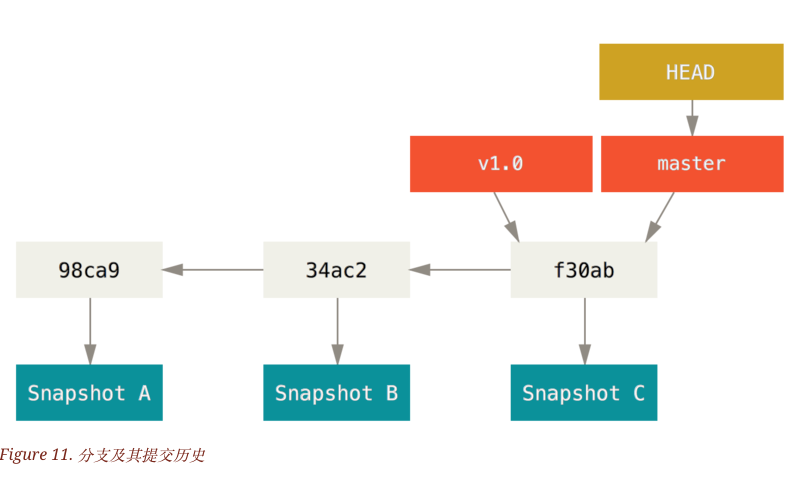 HEAD
v1.0
master
98ca9
34ac2
f30ab
Snapshot A
Snapshot B
Snapshot C
Figure 11. 分支及其提交历史